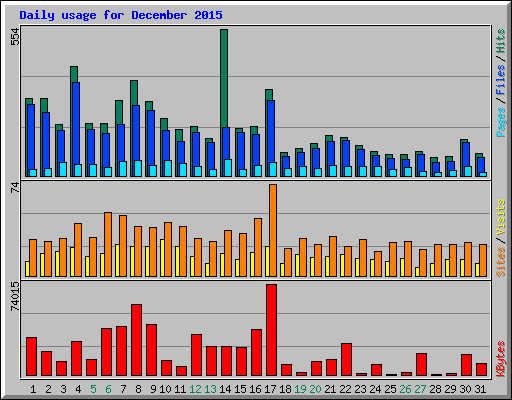 Daily usage for December 2015
554
Pages / Files / Hits
74
Sites / Visits
74015
KBytes
1 2 3 4 5 6 7 8 9 10 11 12 13 14 15 16 17 18 19 20 21 22 23 24 25 26 27 28 29 30 31